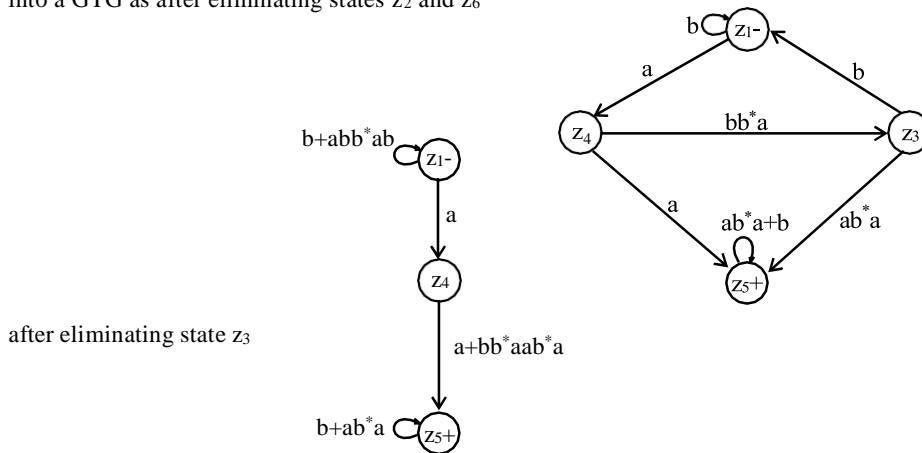 into a GTG as after eliminating states z₂ and z₆
b
z₁-
a
b
z₄
bb*a
z₃
a
ab*a+b
ab*a
z₅+
b+abb*ab
z₁-
a
z₄
after eliminating state z₃
a+bb*aab*a
b+ab*a
z₅+